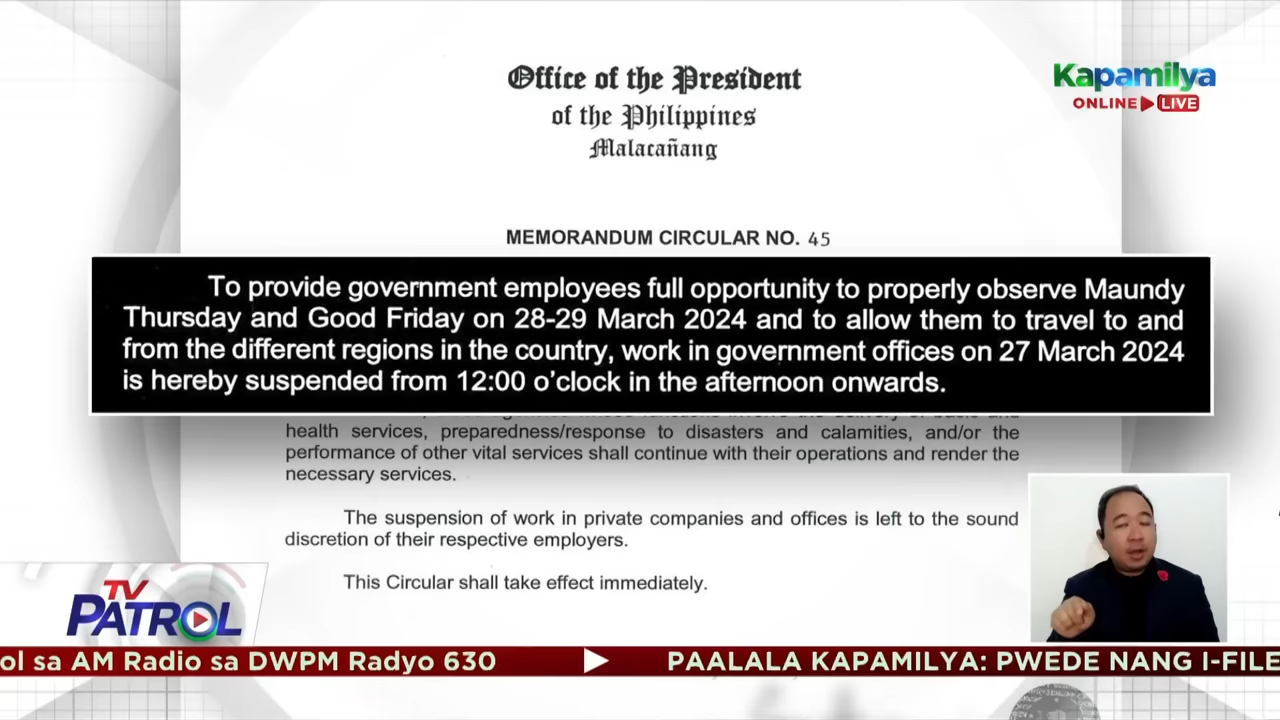 Office of the President
of the Philippines
Malacañang
Kapamilya
ONLINE LIVE
MEMORANDUM CIRCULAR NO. 45
To provide government employees full opportunity to properly observe Maundy
Thursday and Good Friday on 28-29 March 2024 and to allow them to travel to and
from the different regions in the country, work in government offices on 27 March 2024
is hereby suspended from 12:00 o'clock in the afternoon onwards.
health services, preparedness/response to disasters and calamities, and/or the
performance of other vital services shall continue with their operations and render the
necessary services.
The suspension of work in private companies and offices is left to the sound
discretion of their respective employers.
This Circular shall take effect immediately.
TV
PATROL
ol sa AM Radio sa DWPM Radyo 630 PAALALA KAPAMILYA: PWEDE NANG I-FILE